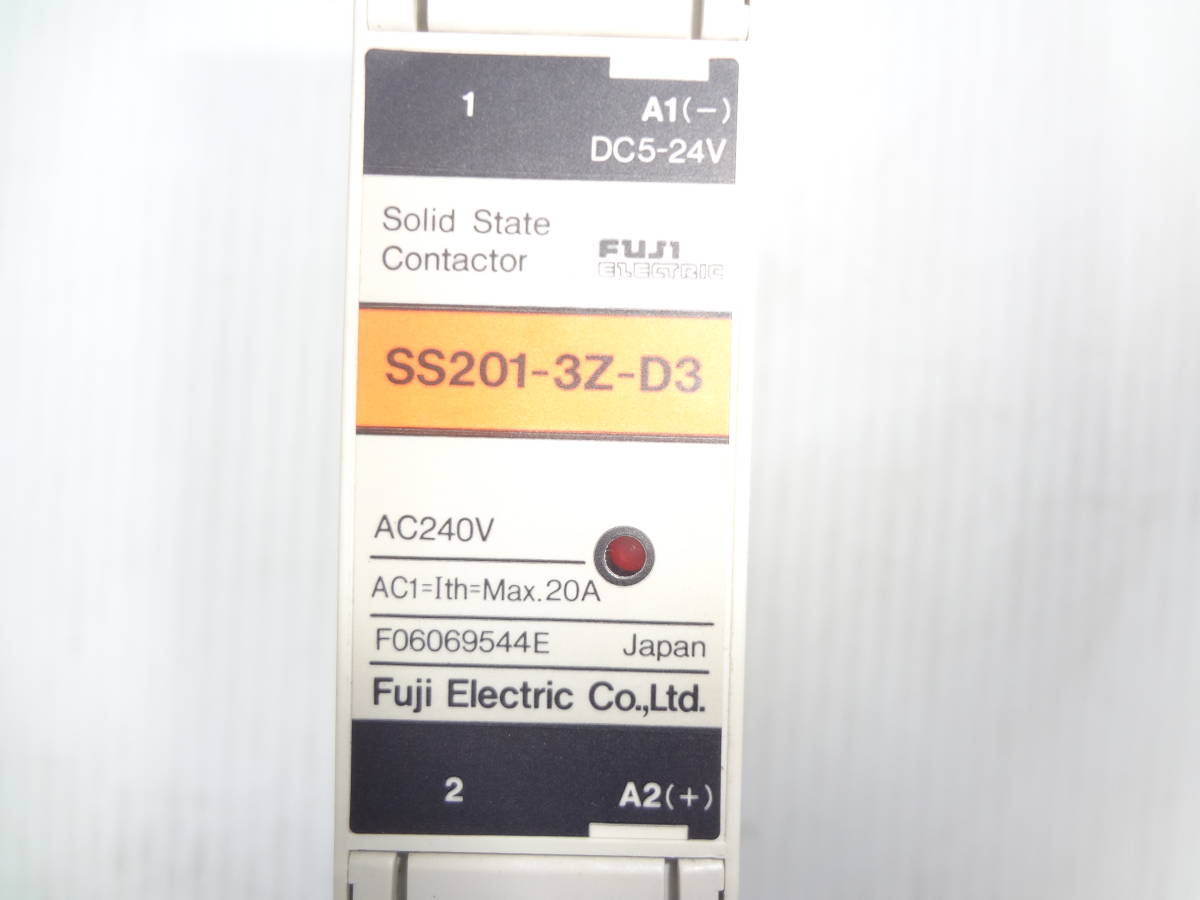 1 A1(−)
DC5-24V
Solid State
Contactor
FUJI
ELECTRIC
SS201-3Z-D3
AC240V
AC1=Ith=Max.20A
F06069544E Japan
Fuji Electric Co.,Ltd.
2 A2(+)